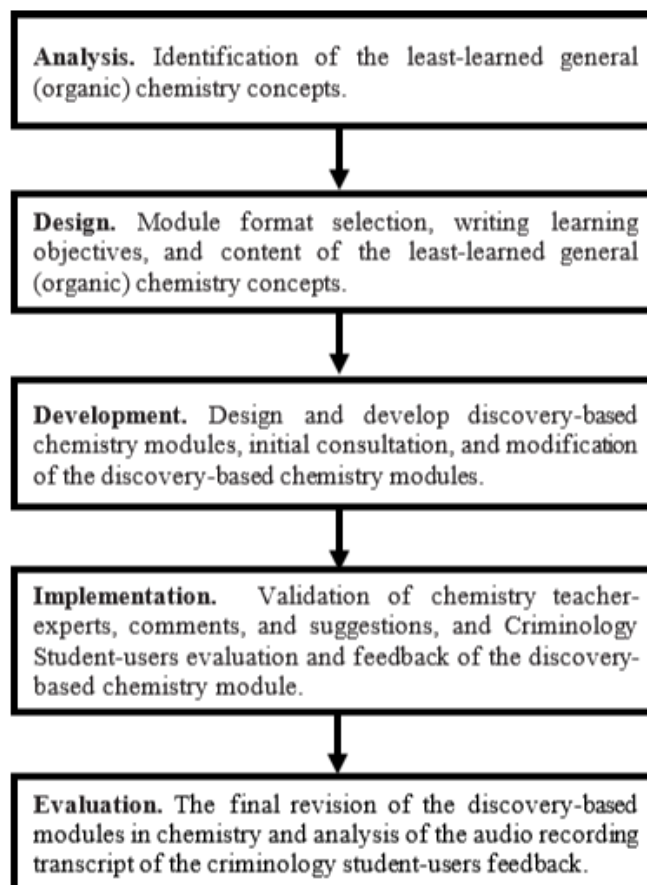 Analysis. Identification of the least-learned general
(organic) chemistry concepts.
Design. Module format selection, writing learning
objectives, and content of the least-learned general
(organic) chemistry concepts.
Development. Design and develop discovery-based
chemistry modules, initial consultation, and modification
of the discovery-based chemistry modules.
Implementation. Validation of chemistry teacher-
experts, comments, and suggestions, and Criminology
Student-users evaluation and feedback of the discovery-
based chemistry module.
Evaluation. The final revision of the discovery-based
modules in chemistry and analysis of the audio recording
transcript of the criminology student-users feedback.